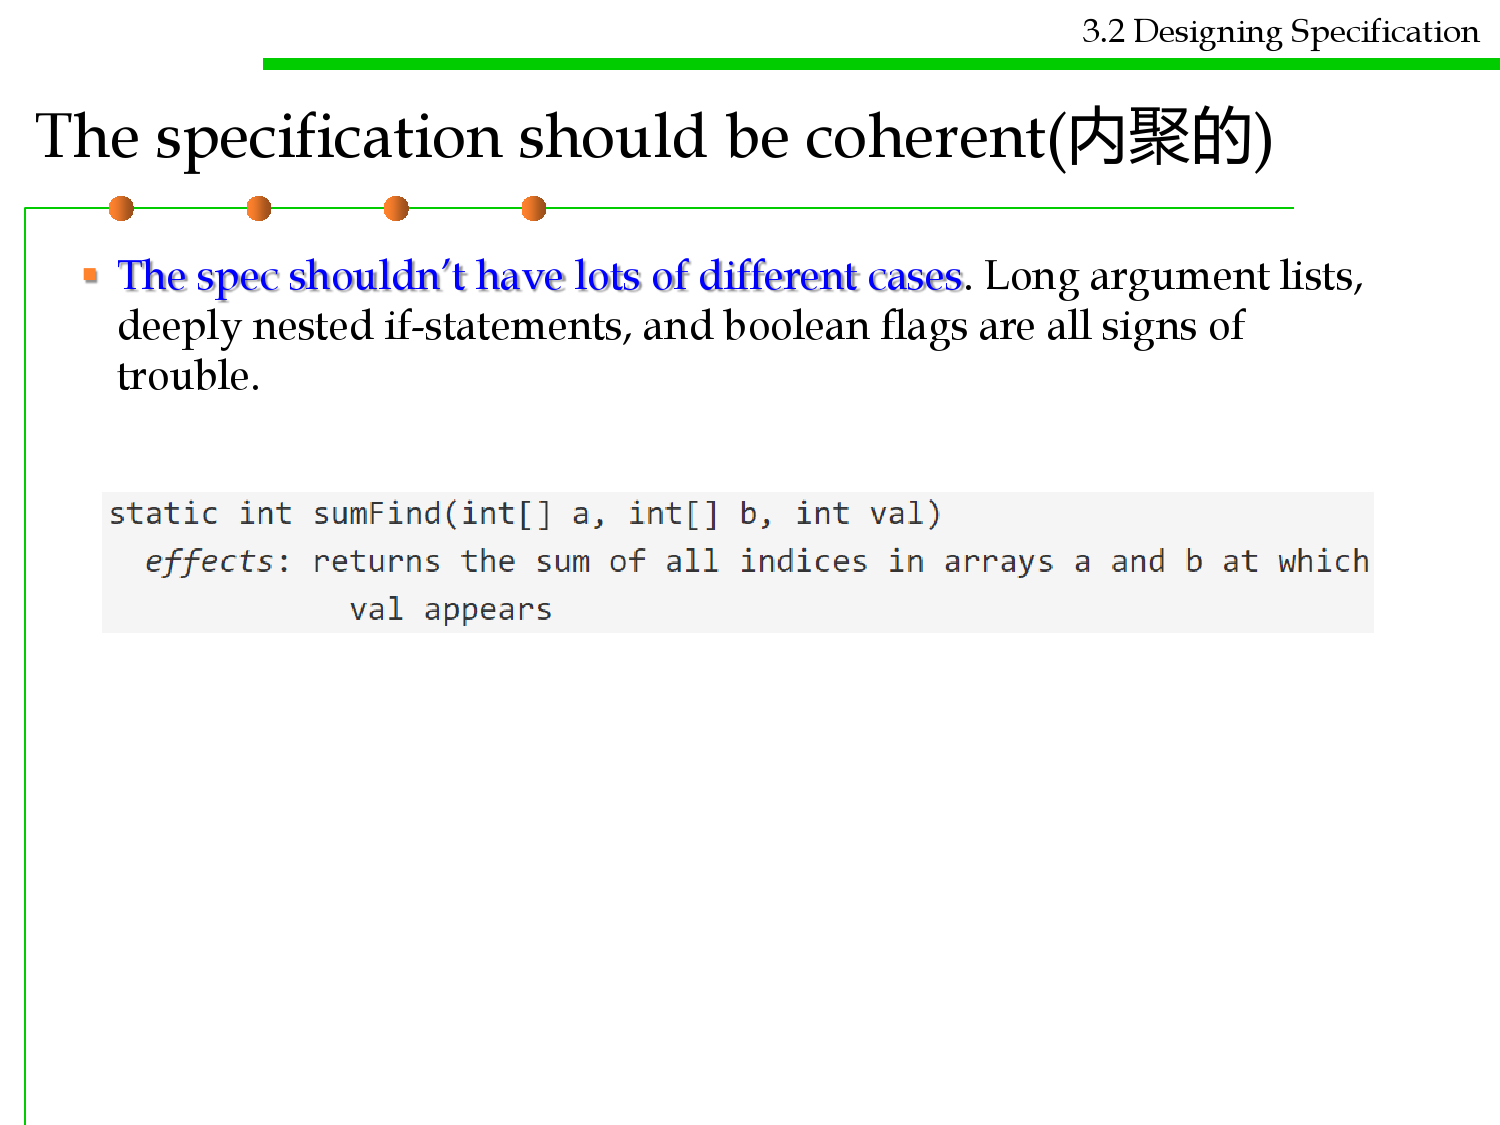 3.2 Designing Specification
The specification should be coherent(内聚的)
▪ The spec shouldn’t have lots of different cases. Long argument lists,
deeply nested if-statements, and boolean flags are all signs of
trouble.
static int sumFind(int[] a, int[] b, int val)
effects: returns the sum of all indices in arrays a and b at which
val appears